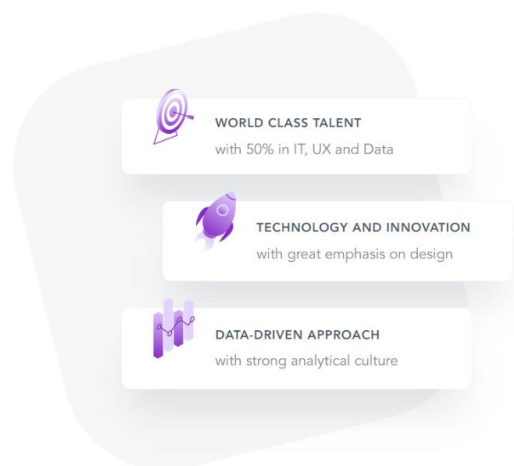 WORLD CLASS TALENT
with 50% in IT, UX and Data
TECHNOLOGY AND INNOVATION
with great emphasis on design
DATA-DRIVEN APPROACH
with strong analytical culture